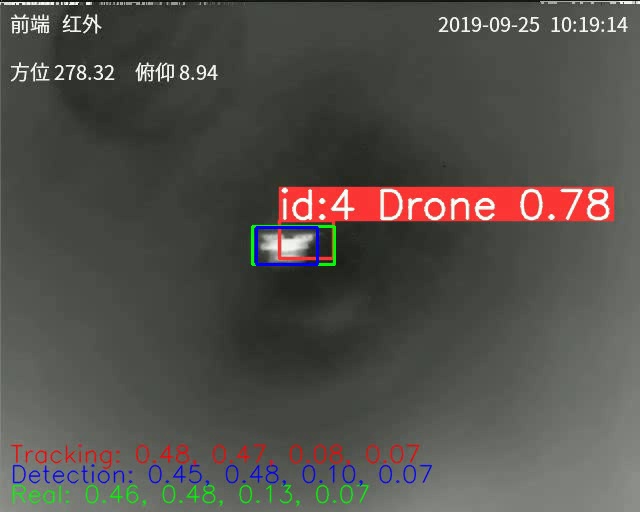 前端 红外
2019-09-25 10:19:14
方位 278.32 俯仰 8.94
id:4 Drone 0.78
Tracking: 0.48, 0.47, 0.08, 0.07
Detection: 0.45, 0.48, 0.10, 0.07
Real: 0.46, 0.48, 0.13, 0.07